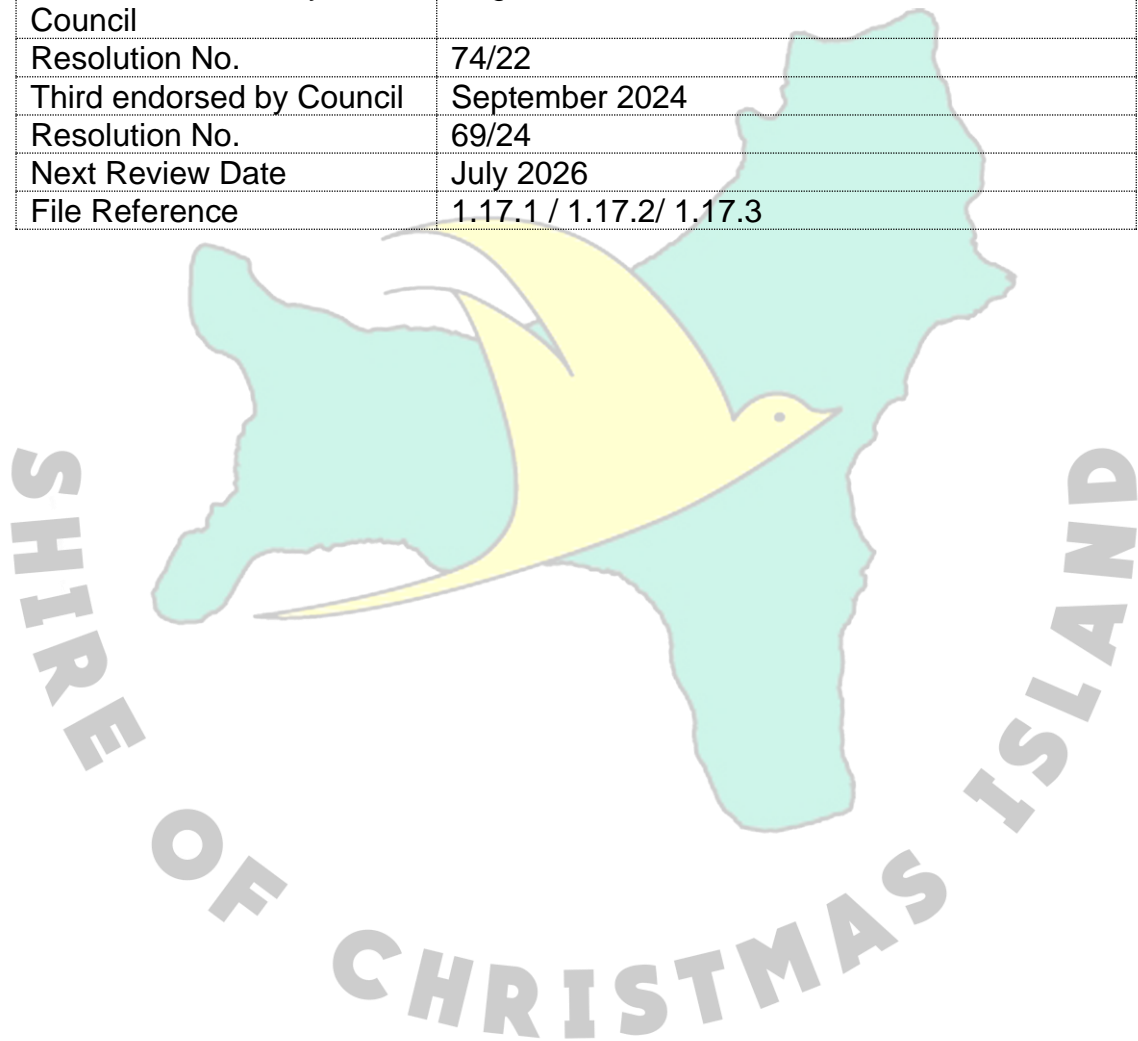 Council
Resolution No. 74/22
Third endorsed by Council September 2024
Resolution No. 69/24
Next Review Date July 2026
File Reference 1.17.1 / 1.17.2/ 1.17.3
SHIRE OF CHRISTMAS ISLAND